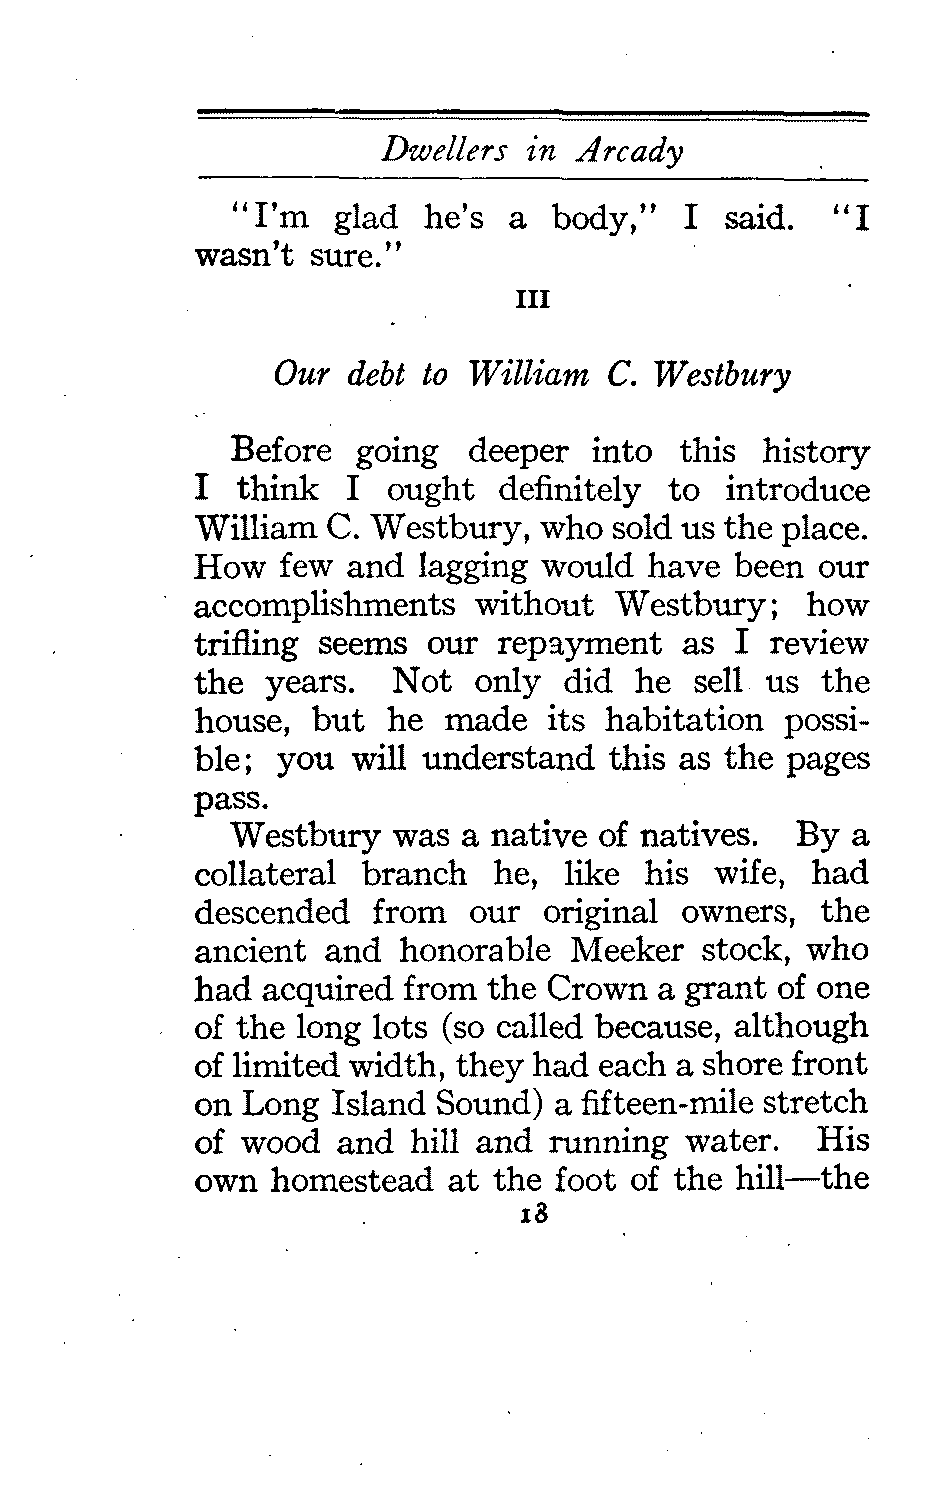 Dwellers in Arcady
"I'm glad he's a body," I said. "I
wasn't sure."
III
Our debt to William C. Westbury
Before going deeper into this history
I think I ought definitely to introduce
William C. Westbury, who sold us the place.
How few and lagging would have been our
accomplishments without Westbury; how
trifling seems our repayment as I review
the years. Not only did he sell us the
house, but he made its habitation possi-
ble; you will understand this as the pages
pass.
Westbury was a native of natives. By a
collateral branch he, like his wife, had
descended from our original owners, the
ancient and honorable Meeker stock, who
had acquired from the Crown a grant of one
of the long lots (so called because, although
of limited width, they had each a shore front
on Long Island Sound) a fifteen-mile stretch
of wood and hill and running water. His
own homestead at the foot of the hill—the
18